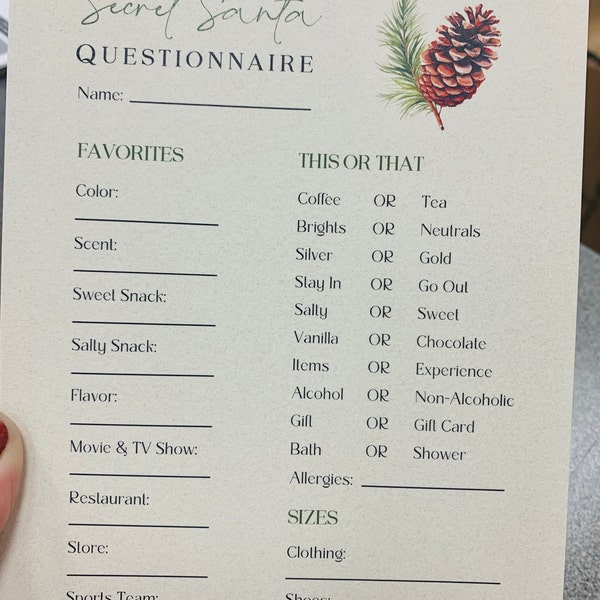 Secret Santa
QUESTIONNAIRE
Name:
FAVORITES
Color:
Scent:
Sweet Snack:
Salty Snack:
Flavor:
Movie & TV Show:
Restaurant:
Store:
Sports Team:
THIS OR THAT
Coffee OR Tea
Brights OR Neutrals
Silver OR Gold
Stay In OR Go Out
Salty OR Sweet
Vanilla OR Chocolate
Items OR Experience
Alcohol OR Non-Alcoholic
Gift OR Gift Card
Bath OR Shower
Allergies:
SIZES
Clothing:
Shoes: